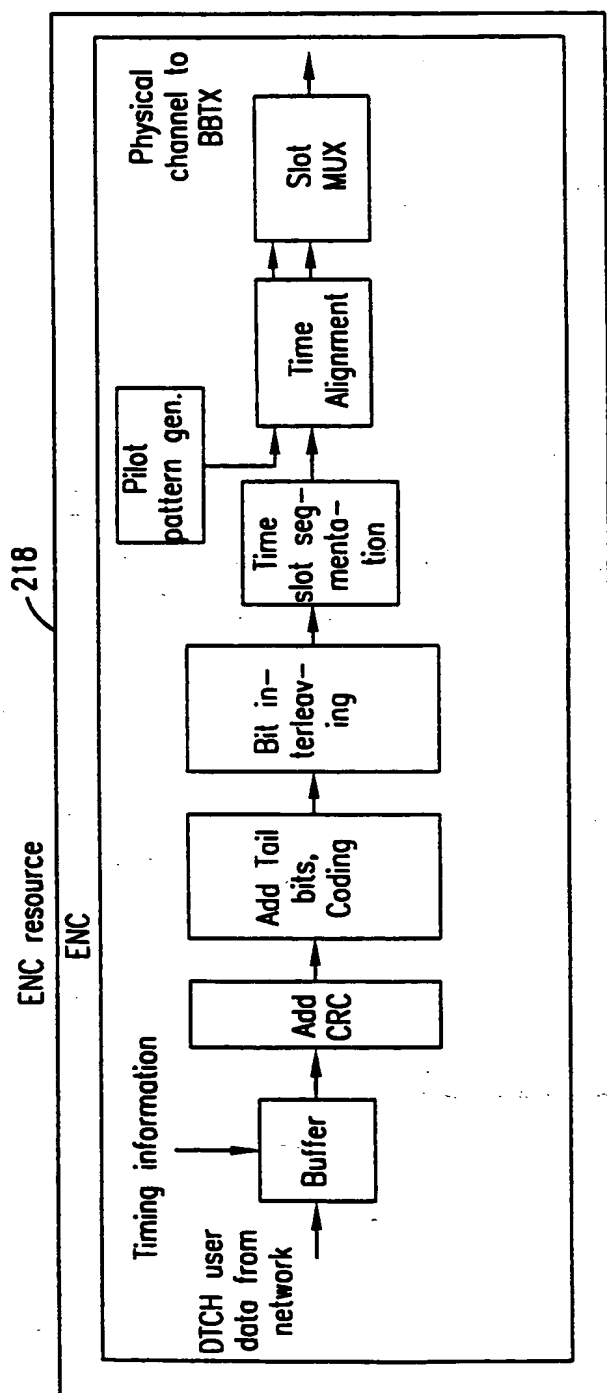 218
ENC resource
ENC
Timing information
DTCH user
data from
network
Buffer
Add
CRC
Add Tail
bits,
Coding
Bit in-
terleav-
ing
Time
slot seg-
menta-
tion
Pilot
pattern gen.
Time
Alignment
Slot
MUX
Physical
channel to
BBTX